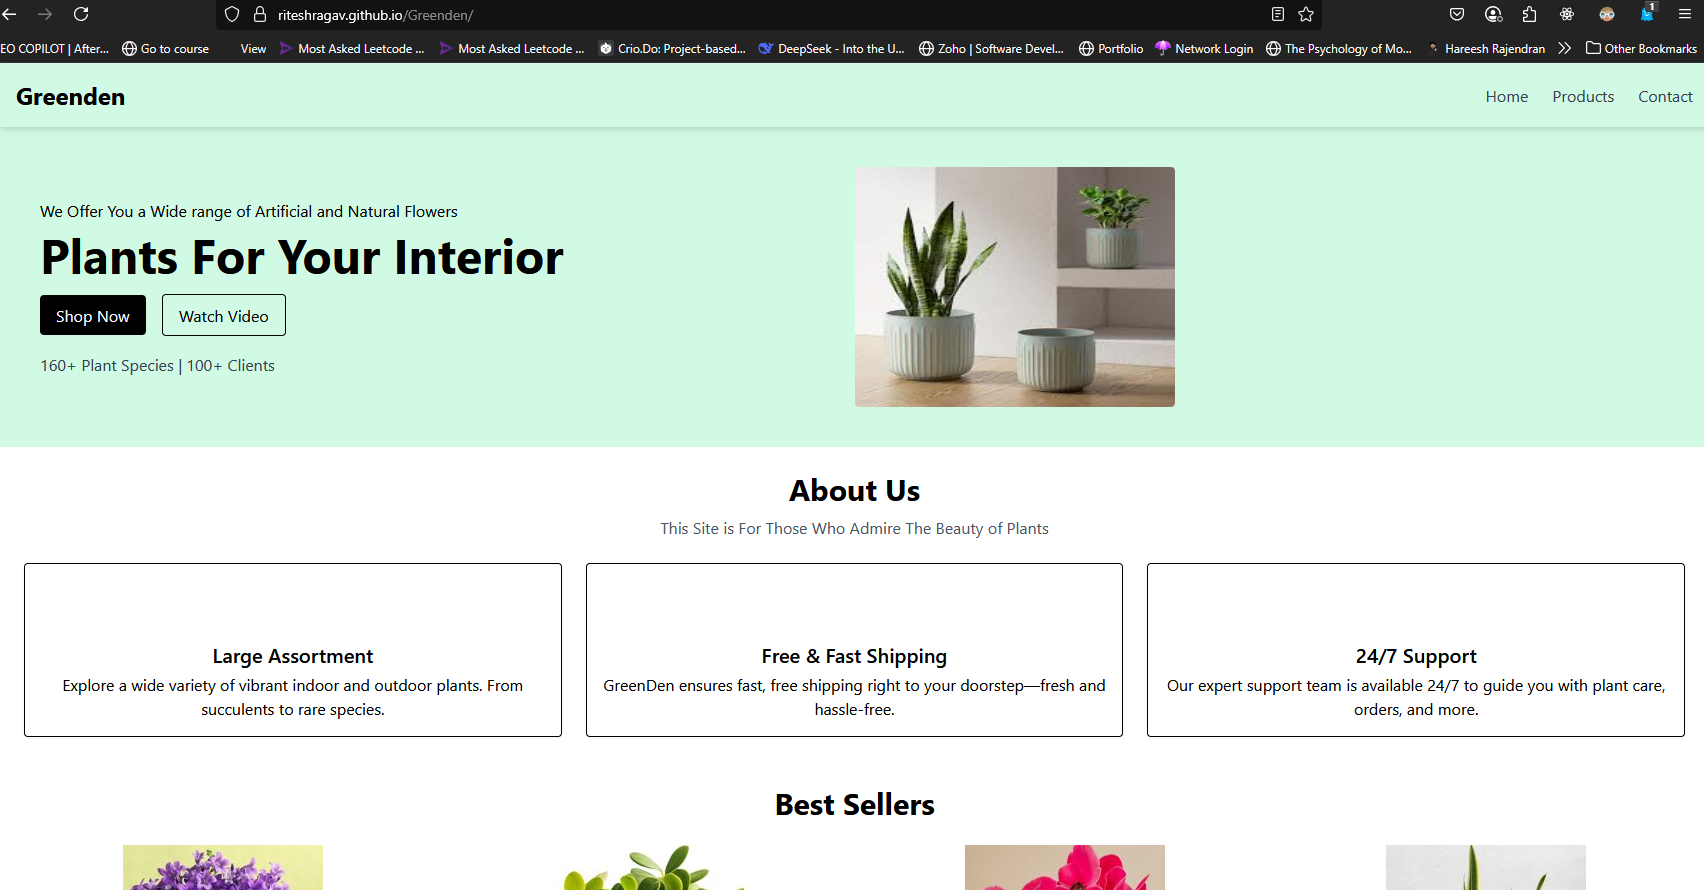 riteshragav.github.io/Greenden/
1
EO COPILOT | After...
Go to course
View
Most Asked Leetcode ...
Most Asked Leetcode ...
Crio.Do: Project-based...
DeepSeek - Into the U...
Zoho | Software Devel...
Portfolio
Network Login
The Psychology of Mo...
Hareesh Rajendran
Other Bookmarks
Greenden
Home
Products
Contact
We Offer You a Wide range of Artificial and Natural Flowers
Plants For Your Interior
Shop Now
Watch Video
160+ Plant Species | 100+ Clients
About Us
This Site is For Those Who Admire The Beauty of Plants
Large Assortment
Explore a wide variety of vibrant indoor and outdoor plants. From
succulents to rare species.
Free & Fast Shipping
GreenDen ensures fast, free shipping right to your doorstep—fresh and
hassle-free.
24/7 Support
Our expert support team is available 24/7 to guide you with plant care,
orders, and more.
Best Sellers